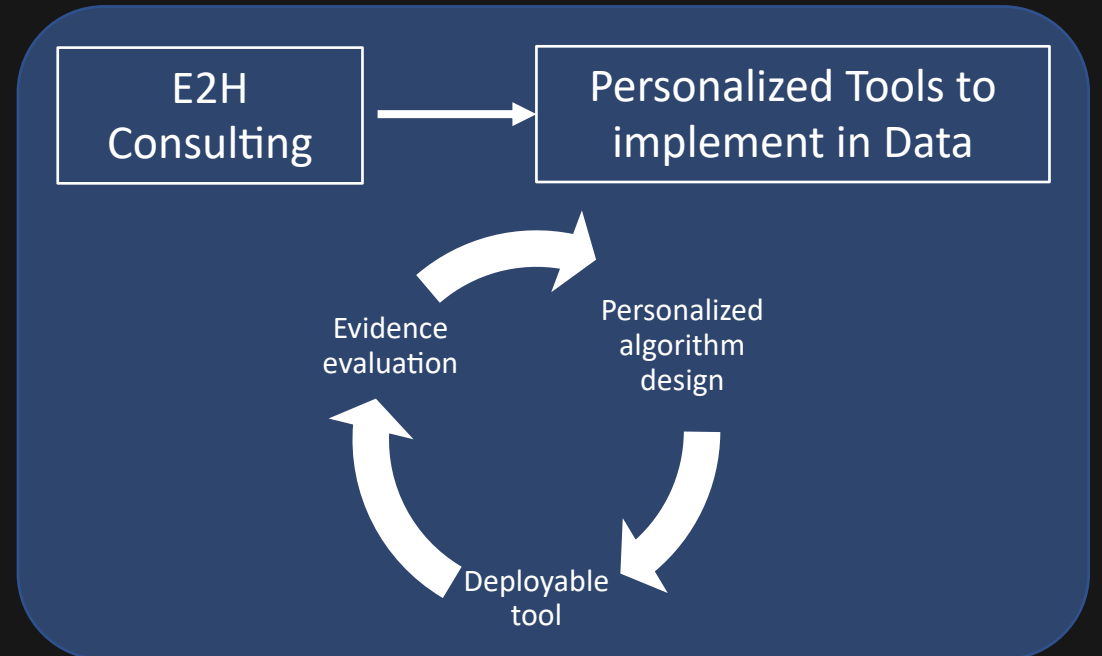 E2H
Consulting
Personalized Tools to
implement in Data
Evidence
evaluation
Personalized
algorithm
design
Deployable
tool